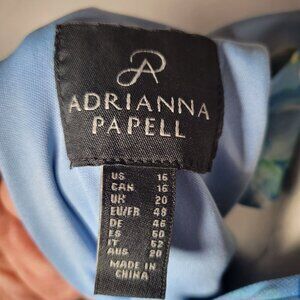 ADRIANNA
PAPELL
US 16
CAN 16
UK 20
EU/FR 48
DE 46
ES 50
IT 52
AUS 20
MADE IN
CHINA